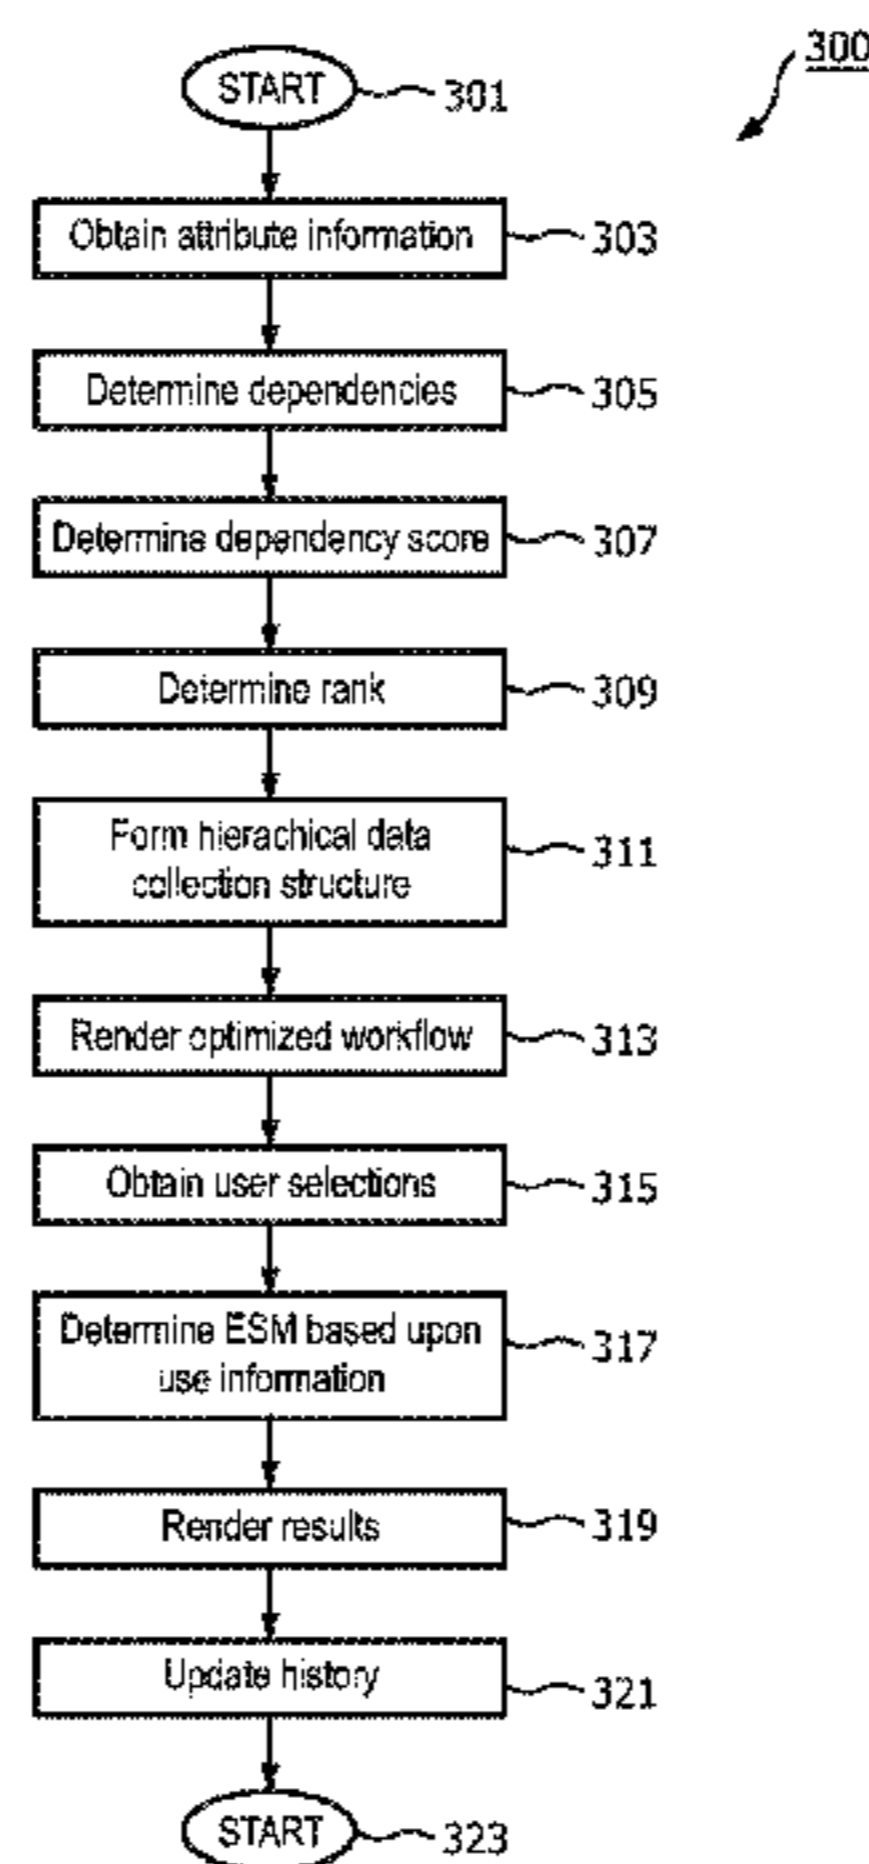 300
START 301
Obtain attribute information 303
Determine dependencies 305
Determine dependency score 307
Determine rank 309
Form hierachical data
collection structure 311
Render optimized workflow 313
Obtain user selections 315
Determine ESM based upon
use information 317
Render results 319
Update history 321
START 323